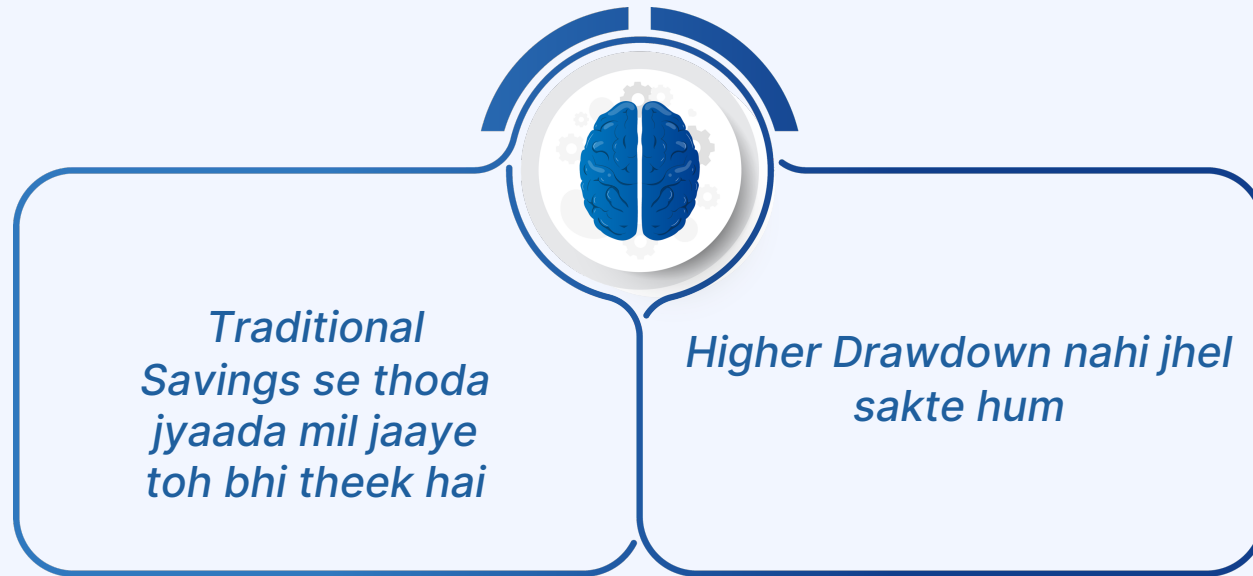 Traditional
Savings se thoda
jyaada mil jaaye
toh bhi theek hai
Higher Drawdown nahi jhel
sakte hum